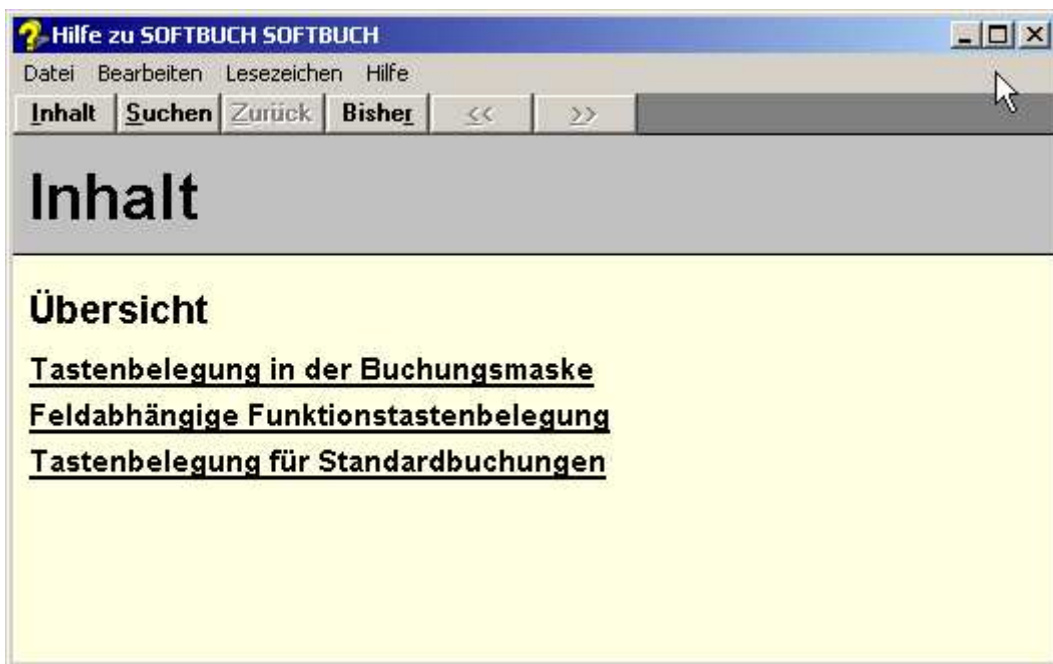 Hilfe zu SOFTBUCH SOFTBUCH
Datei Bearbeiten Lesezeichen Hilfe
Inhalt Suchen Zurück Bisher << >>
Inhalt
Übersicht
Tastenbelegung in der Buchungsmaske
Feldabhängige Funktionstastenbelegung
Tastenbelegung für Standardbuchungen